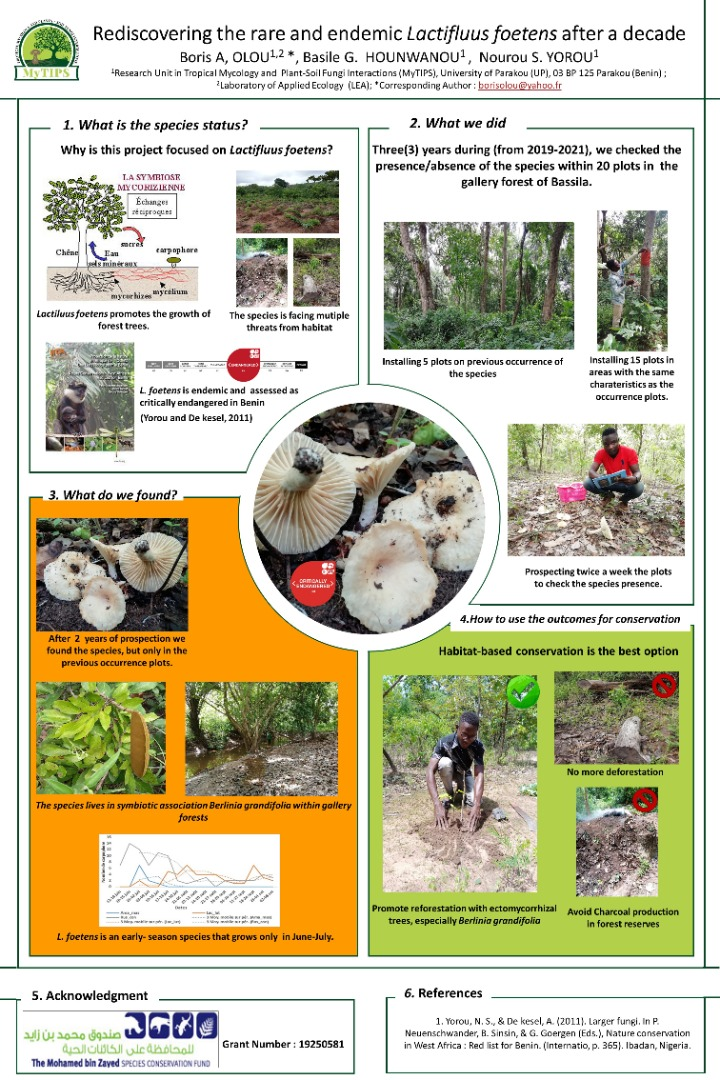 Rediscovering the rare and endemic Lactifluus foetens after a decade
Boris A, OLOU1,2 *, Basile G. HOUNWANOU1 , Nourou S. YOROU1
1Research Unit in Tropical Mycology and Plant-Soil Fungi Interactions (MyTIPS), University of Parakou (UP), 03 BP 125 Parakou (Benin) ;
2Laboratory of Applied Ecology (LEA); *Corresponding Author : borisolou@yahoo.fr
MyTIPS
1. What is the species status?
Why is this project focused on Lactifluus foetens?
LA SYMBIOSE
MYCORIZIENNE
Échanges
réciproques
sucres
Chêne
Eau
carpophore
sels minéraux
mycorhizes
mycélium
Lactiluus foetens promotes the growth of
forest trees.
The species is facing mutiple
threats from habitat
L. foetens is endemic and assessed as
critically endangered in Benin
(Yorou and De kesel, 2011)
2. What we did
Three(3) years during (from 2019-2021), we checked the
presence/absence of the species within 20 plots in the
gallery forest of Bassila.
Installing 5 plots on previous occurrence of
the species
Installing 15 plots in
areas with the same
charateristics as the
occurrence plots.
Prospecting twice a week the plots
to check the species presence.
CRITICALLY
ENDANGERED
3. What do we found?
After 2 years of prospection we
found the species, but only in the
previous occurrence plots.
The species lives in symbiotic association Berlinia grandifolia within gallery
forests
L. foetens is an early- season species that grows only in June-July.
4.How to use the outcomes for conservation
Habitat-based conservation is the best option
No more deforestation
Promote reforestation with ectomycorrhizal
trees, especially Berlinia grandifolia
Avoid Charcoal production
in forest reserves
5. Acknowledgment
صندوق محمد بن زايد
للمحافظة على الكائنات الحية
The Mohamed bin Zayed SPECIES CONSERVATION FUND
Grant Number : 19250581
6. References
1. Yorou, N. S., & De kesel, A. (2011). Larger fungi. In P.
Neuenschwander, B. Sinsin, & G. Goergen (Eds.), Nature conservation
in West Africa : Red list for Benin. (Internatio, p. 365). Ibadan, Nigeria.